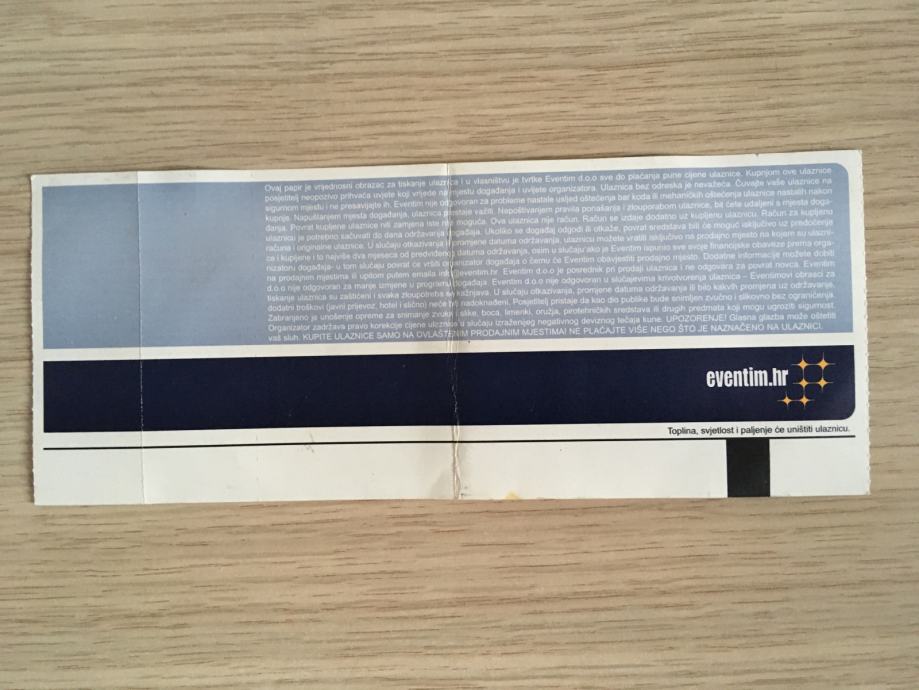 Ovaj papir je vrijednosni obrazac za tiskanje ulaznica i u vlasništvu je tvrtke Eventim d.o.o sve do plaćanja pune cijene ulaznice. Kupnjom ove ulaznice
posjetitelj neopozivo prihvaća uvjete koji vrijede na mjestu događanja i uvijete organizatora. Ulaznica bez odreska je nevažeća. Čuvajte vaše ulaznice na
sigurnom mjestu i ne presavijajte ih. Eventim nije odgovoran za probleme nastale usljed oštećenja bar koda ili mehaničkih oštećenja ulaznice nastalih nakon
kupnje. Napuštanjem mjesta događanja, ulaznica prestaje važiti. Nepoštivanjem pravila ponašanja i zlouporabom ulaznice, bit ćete udaljeni s mjesta doga-
đanja. Povrat kupljene ulaznice niti zamjena iste nije moguća. Ova ulaznica nije račun. Račun se izdaje dodatno uz kupljenu ulaznicu. Račun za kupljenu
ulaznicu je potrebno sačuvati do dana održavanja događaja. Ukoliko se događaj odgodi ili otkaže, povrat sredstava biti će moguć isključivo uz predočenje
računa i originalne ulaznice. U slučaju otkazivanja ili promjene datuma održavanja, ulaznicu možete vratiti isključivo na prodajno mjesto na kojem su ulazni-
ca i kupljene i to najviše dva mjeseca od predviđenog datuma održavanja, osim u slučaju ako je Eventim ispunio sve svoje financijske obaveze prema orga-
nizatoru događaja- u tom slučaju povrat će vršiti organizator događaja o čemu će Eventim obavjestiti prodajno mjesto. Dodatne informacije možete dobiti
na prodajnim mjestima ili upitom putem emaila info@eventim.hr. Eventim d.o.o je posrednik pri prodaji ulaznica i ne odgovara za povrat novca. Eventim
d.o.o nije odgovoran za manje izmjene u programu događaja. Eventim d.o.o nije odgovoran u slučajevima krivotvorenja ulaznica – Eventimovi obrasci za
tiskanje ulaznica su zaštićeni i svaka zloupotreba se kažnjava. U slučaju otkazivanja, promjene datuma održavanja ili bilo kakvih promjena uz održavanje,
dodatni troškovi (javni prijevoz, hotel i slično) neće biti nadoknađeni. Posjetitelj pristaje da kao dio publike bude snimljen zvučno i slikovno bez ograničenja.
Zabranjeno je unošenje opreme za snimanje zvuka i slike, boca, limenki, oružja, pirotehničkih sredstava ili drugih predmeta koji mogu ugroziti sigurnost.
Organizator zadržava pravo korekcije cijene ulaznice u slučaju izraženijeg negativnog deviznog tečaja kune. UPOZORENJE! Glasna glazba može oštetiti
vaš sluh. KUPITE ULAZNICE SAMO NA OVLAŠTENIM PRODAJNIM MJESTIMA! NE PLAĆAJTE VIŠE NEGO ŠTO JE NAZNAČENO NA ULAZNICI.
eventim.hr
Toplina, svjetlost i paljenje će uništiti ulaznicu.